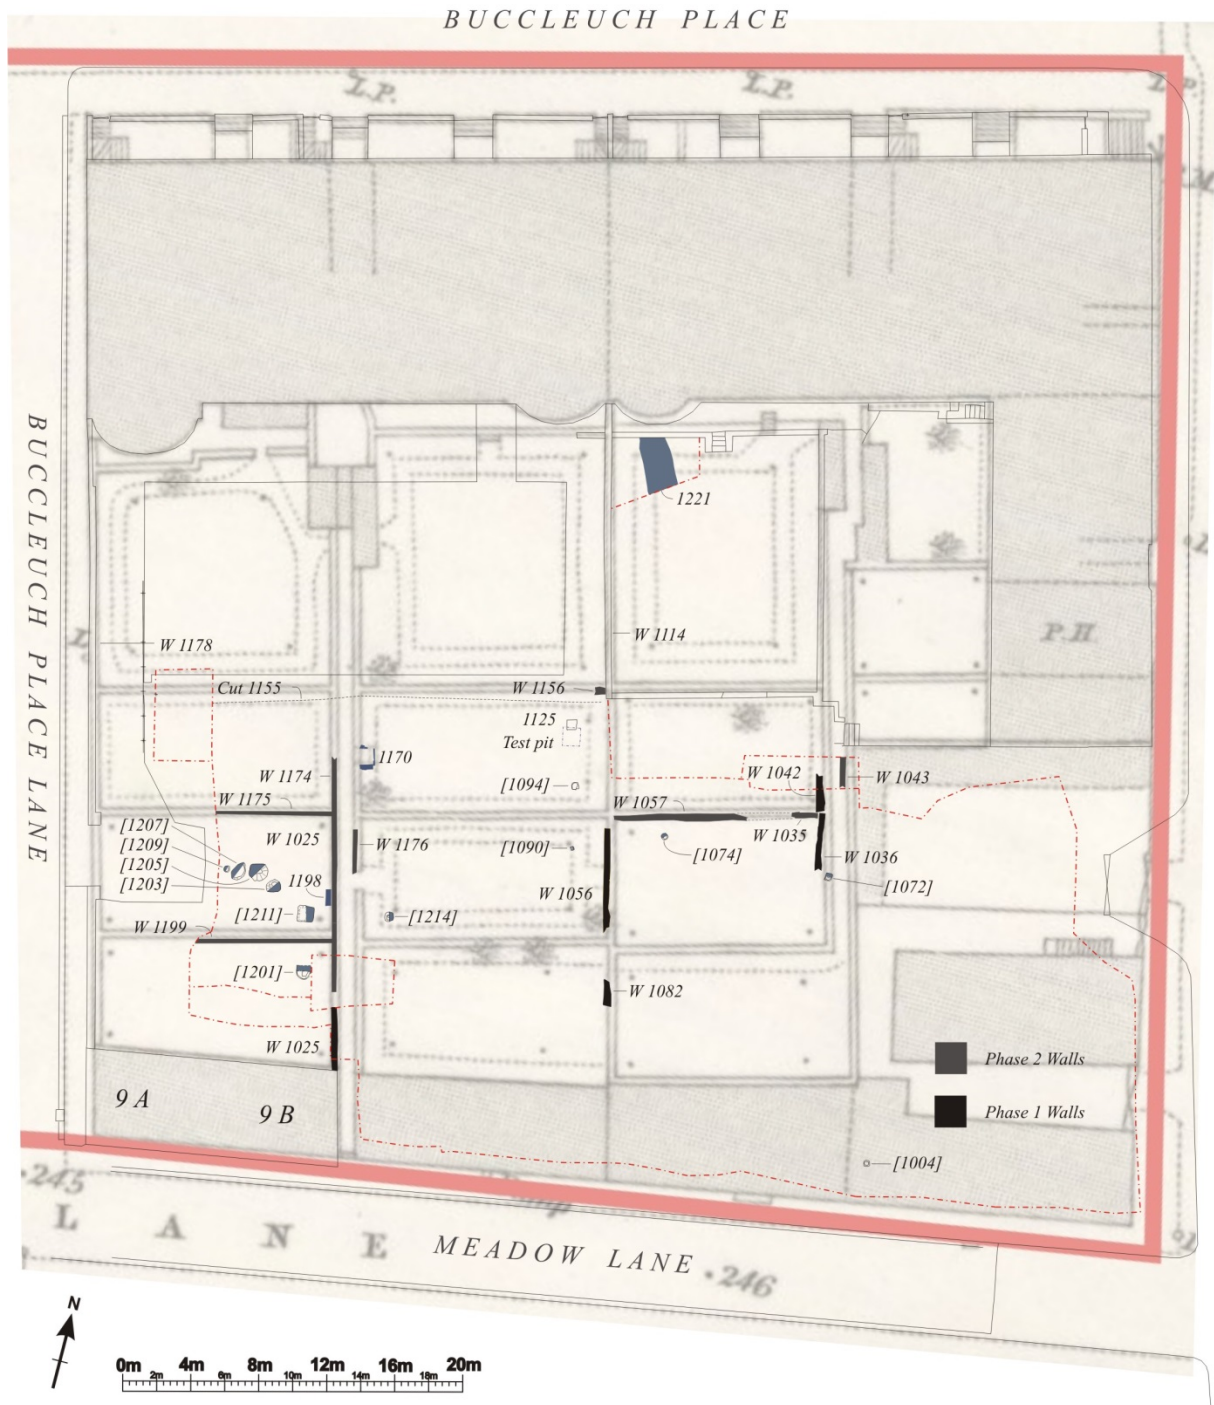 BUCCLEUCH PLACE
L.P.
L.P.
P.
BUCCLEUCH PLACE LANE
1221
W 1178
W 1114
P.H
Cut 1155
W 1156
1125
Test pit
1170
W 1174
W 1042
W 1043
[1094]
W 1175
W 1057
[1207]
[1209]
[1205]
[1203]
W 1025
W 1176
[1090]
W 1035
[1074]
W 1036
1198
[1211]
[1214]
W 1056
[1072]
W 1199
[1201]
W 1082
W 1025
Phase 2 Walls
9 A
9 B
Phase 1 Walls
[1004]
·245
LANE
MEADOW LANE
·246
N
0m 4m 8m 12m 16m 20m
2m 6m 10m 14m 18m